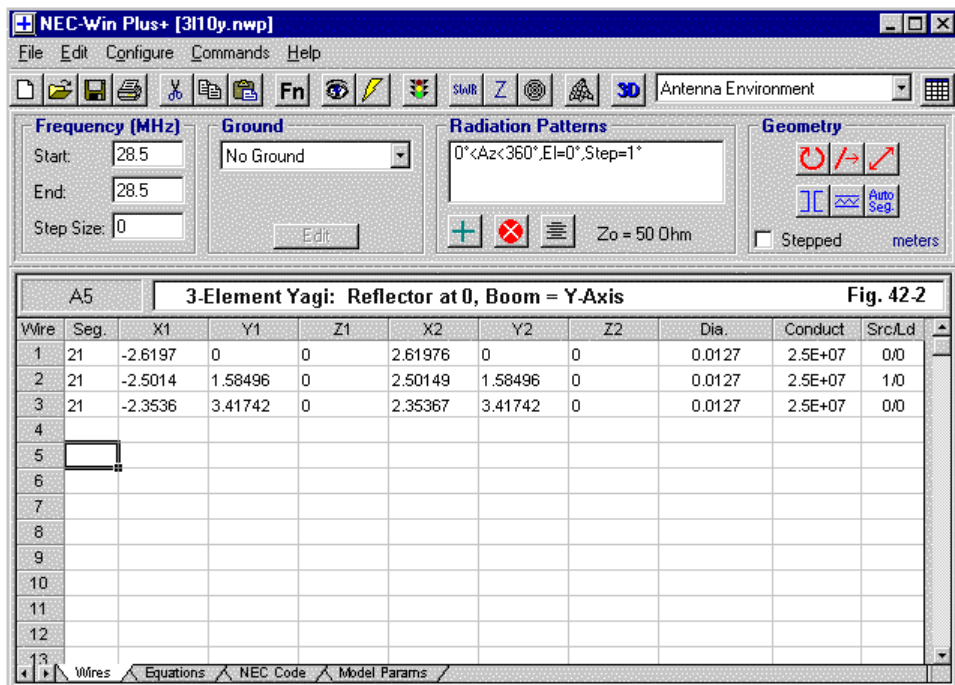 NEC-Win Plus+ [3l10y.nwp]
File Edit Configure Commands Help
Fn SWR Z 3D Antenna Environment
Frequency (MHz) Ground Radiation Patterns Geometry
Start: 28.5 No Ground 0°<Az<360°,El=0°,Step=1°
End: 28.5 Auto Seg.
Step Size: 0 Edit Zo = 50 Ohm Stepped meters
A5 3-Element Yagi: Reflector at 0, Boom = Y-Axis Fig. 42-2
Wire Seg. X1 Y1 Z1 X2 Y2 Z2 Dia. Conduct Src/Ld
1 21 -2.6197 0 0 2.61976 0 0 0.0127 2.5E+07 0/0
2 21 -2.5014 1.58496 0 2.50149 1.58496 0 0.0127 2.5E+07 1/0
3 21 -2.3536 3.41742 0 2.35367 3.41742 0 0.0127 2.5E+07 0/0
4
5
6
7
8
9
10
11
12
13
Wires Equations NEC Code Model Params